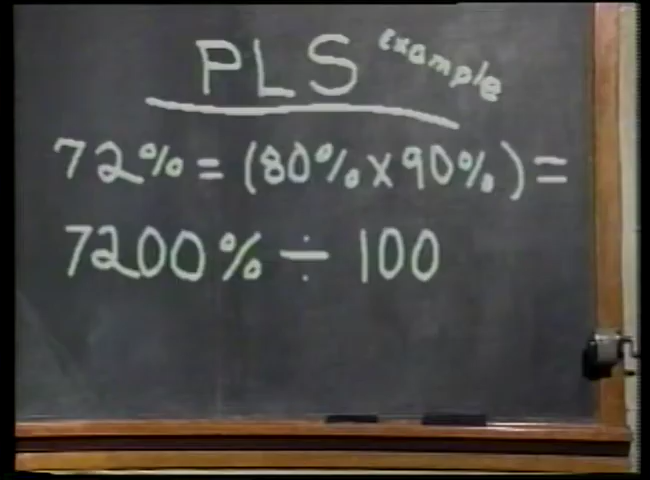 PLS example
72% = (80% x 90%) =
7200% ÷ 100